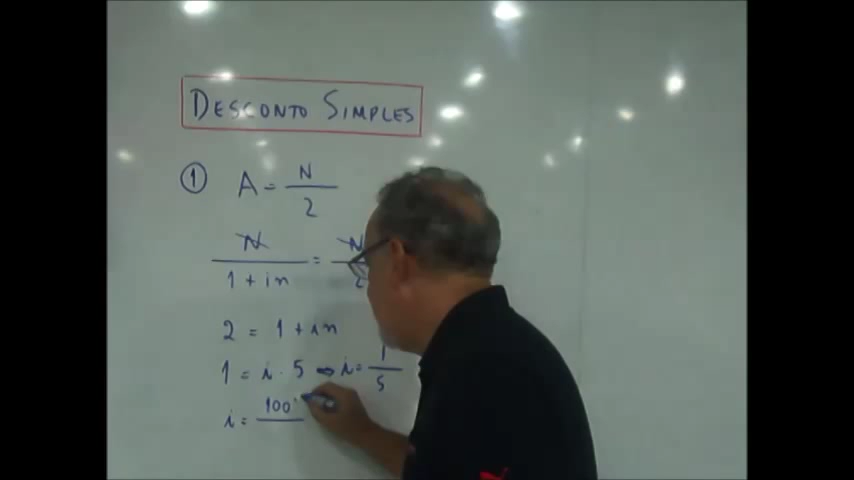 DESCONTO SIMPLES
① A = N / 2
N / 1 + in = N / 2
2 = 1 + in
1 = i · 5 ⇒ i = 1 / 5
i = 100